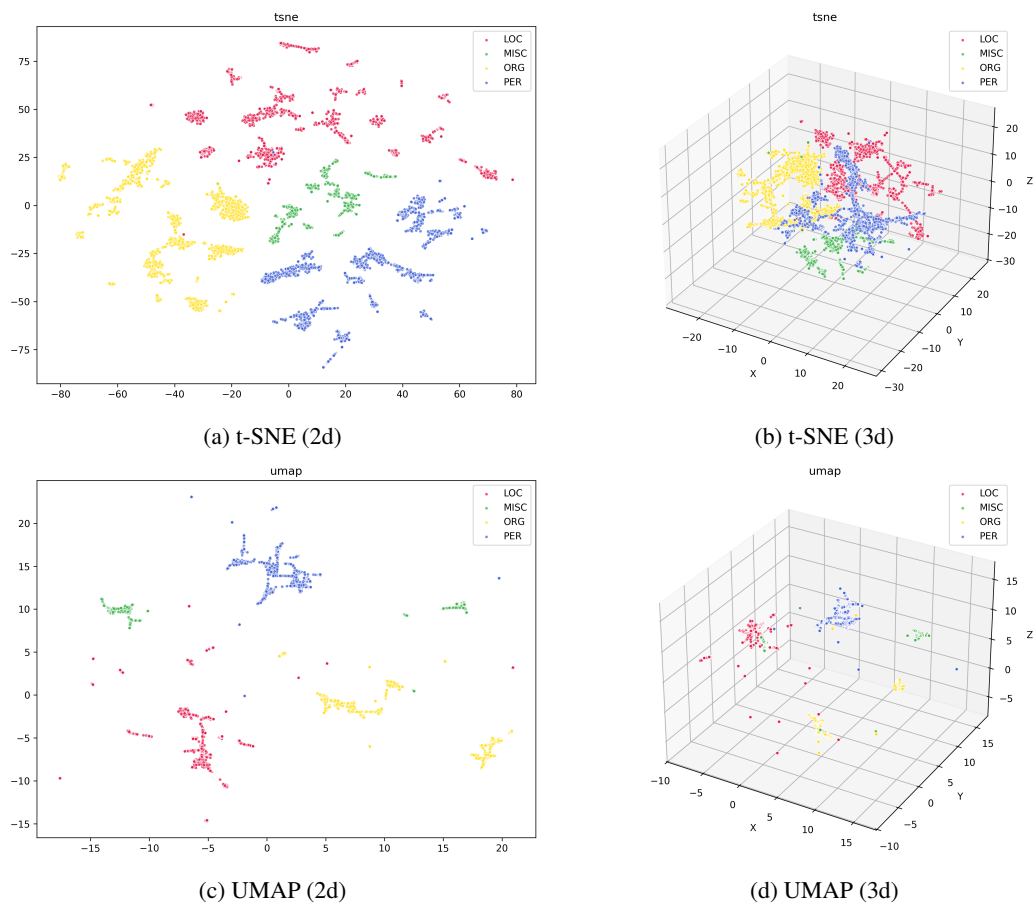 tsne
LOC
MISC
ORG
PER
75
50
25
0
−25
−50
−75
−80 −60 −40 −20 0 20 40 60 80
(a) t-SNE (2d)
tsne
LOC
MISC
ORG
PER
20
10
0
−10
−20
−30
Z
−20
−10
0
10
20
X
−30
−20
−10
0
10
20
Y
(b) t-SNE (3d)
umap
LOC
MISC
ORG
PER
20
15
10
5
0
−5
−10
−15
−15 −10 −5 0 5 10 15 20
(c) UMAP (2d)
umap
LOC
MISC
ORG
PER
15
10
5
0
−5
Z
−10
−5
0
5
10
15
X
−10
−5
0
5
10
15
Y
(d) UMAP (3d)